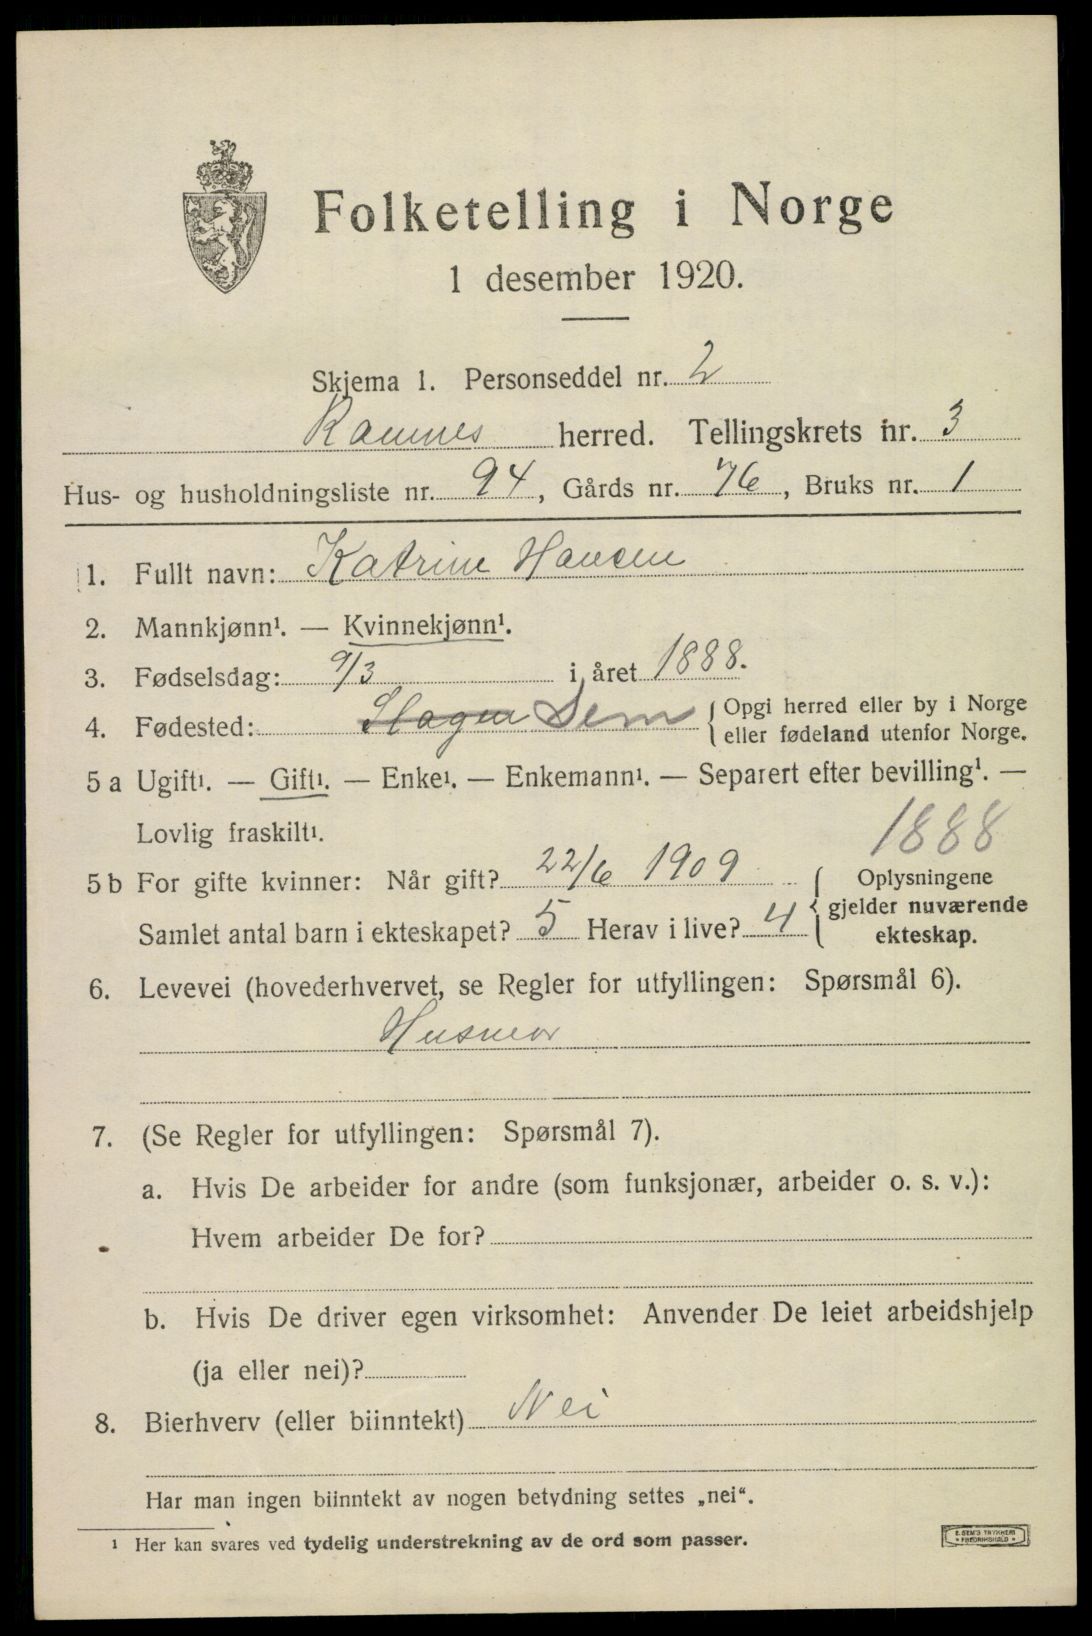 Folketelling i Norge
1 desember 1920.
Skjema 1. Personseddel nr. 2
Ramnes herred. Tellingskrets nr. 3
Hus- og husholdningsliste nr. 94, Gårds nr. 76, Bruks nr. 1
1. Fullt navn: Katrine Hansen
2. Mannkjønn¹. — Kvinnekjønn¹.
3. Fødselsdag: 9/3 i året 1888.
4. Fødested: Slagen Sem { Opgi herred eller by i Norge
eller fødeland utenfor Norge.
5 a Ugift¹. — Gift¹. — Enke¹. — Enkemann¹. — Separert efter bevilling¹. —
Lovlig fraskilt¹.
1888
5 b For gifte kvinner: Når gift? 22/6 1909
Samlet antal barn i ekteskapet? 5 Herav i live? 4
{ Oplysningene
gjelder nuværende
ekteskap.
6. Levevei (hovederhvervet, se Regler for utfyllingen: Spørsmål 6).
Husmor
7. (Se Regler for utfyllingen: Spørsmål 7).
a. Hvis De arbeider for andre (som funksjonær, arbeider o. s. v.):
Hvem arbeider De for?
b. Hvis De driver egen virksomhet: Anvender De leiet arbeidshjelp
(ja eller nei)?
8. Bierhverv (eller biinntekt) Nei
Har man ingen biinntekt av nogen betydning settes „nei“.
¹ Her kan svares ved tydelig understrekning av de ord som passer.
E. SEM'S TRYKKERI
FREDRIKSHALD